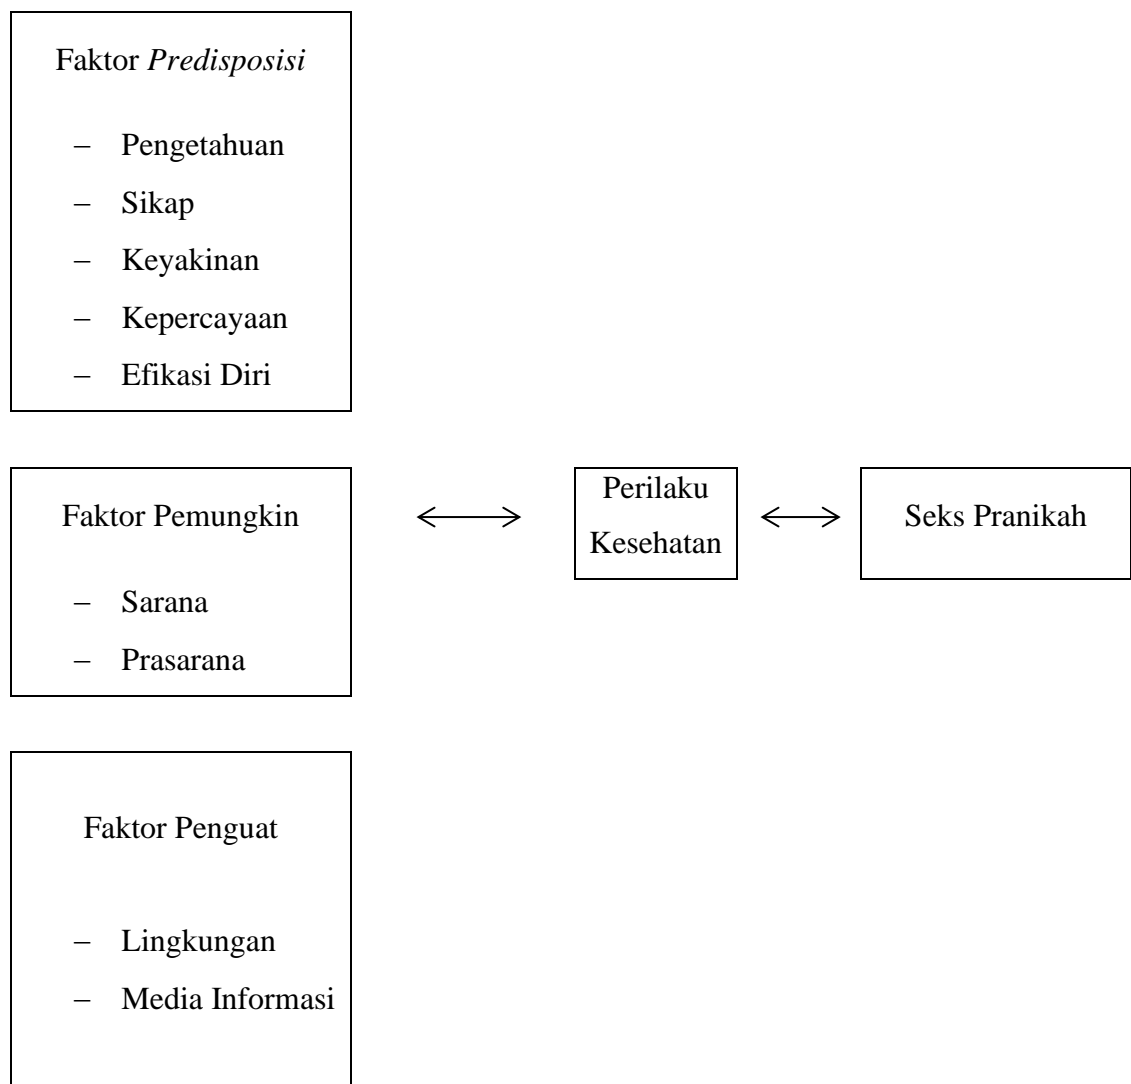 Faktor Predisposisi
– Pengetahuan
– Sikap
– Keyakinan
– Kepercayaan
– Efikasi Diri
Faktor Pemungkin
– Sarana
– Prasarana
Perilaku
Kesehatan
Seks Pranikah
Faktor Penguat
– Lingkungan
– Media Informasi